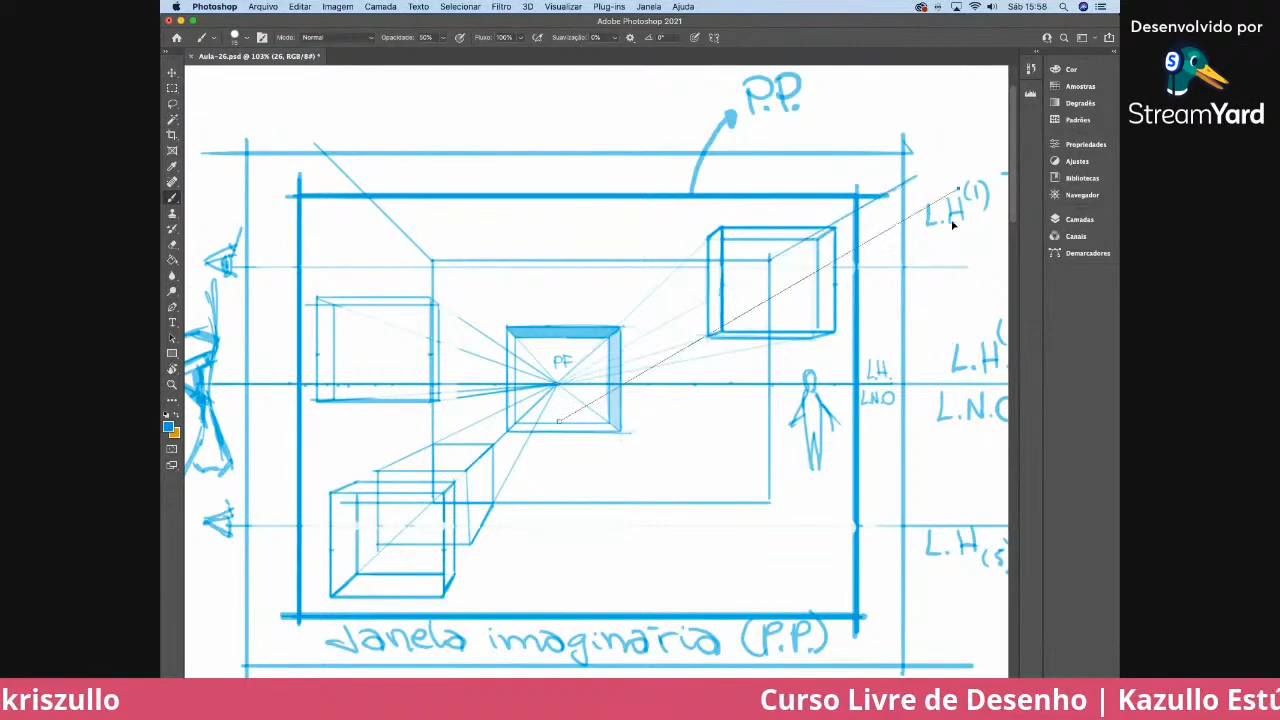 Photoshop Arquivo Editar Imagem Camada Texto Selecionar Filtro 3D Visualizar Plug-ins Janela Ajuda Sáb 15:58
Adobe Photoshop 2021
15 Modo: Normal Opacidade: 50% Fluxo: 100% Suavização: 0% 0°
Aula-26.psd @ 103% (26, RGB/8#) *
Desenvolvido por
StreamYard
Cor
Amostras
Degradês
Padrões
Propriedades
Ajustes
Bibliotecas
Navegador
Camadas
Canais
Demarcadores
P.P.
L.H(1)
PF
L.H.
L.N.O
L.H(
L.N.O
L.H(5)
Janela imaginária (P.P.)
kriszullo
Curso Livre de Desenho | Kazullo Estú